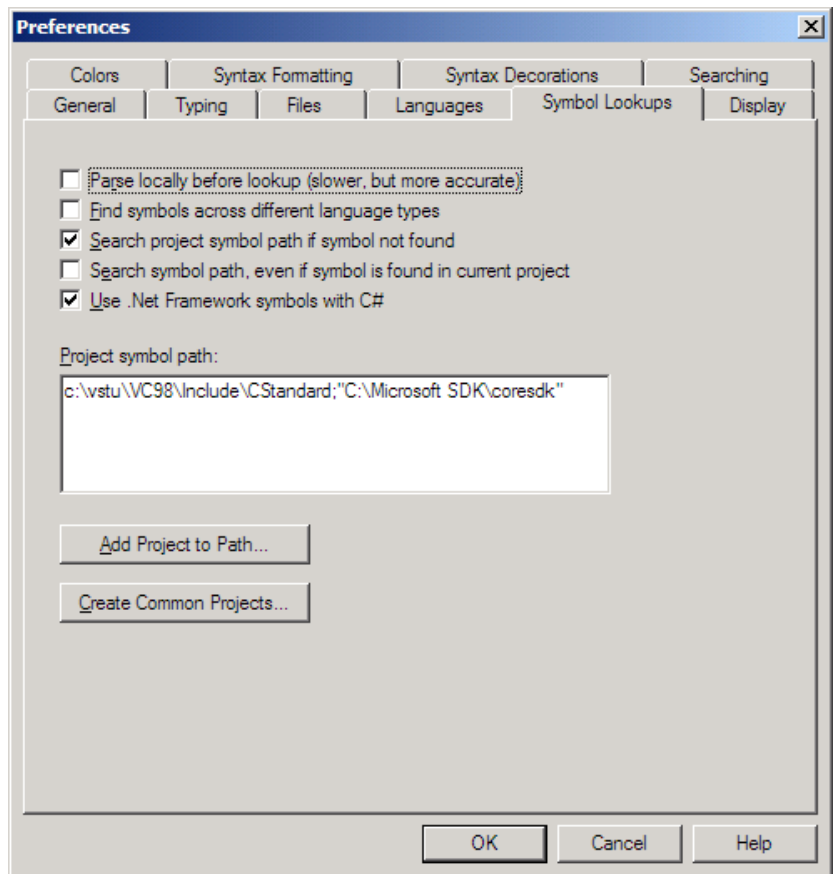 Preferences
Colors Syntax Formatting Syntax Decorations Searching
General Typing Files Languages Symbol Lookups Display
Parse locally before lookup (slower, but more accurate)
Find symbols across different language types
Search project symbol path if symbol not found
Search symbol path, even if symbol is found in current project
Use .Net Framework symbols with C#
Project symbol path:
c:\vstu\VC98\Include\CStandard;"C:\Microsoft SDK\coresdk"
Add Project to Path...
Create Common Projects...
OK Cancel Help